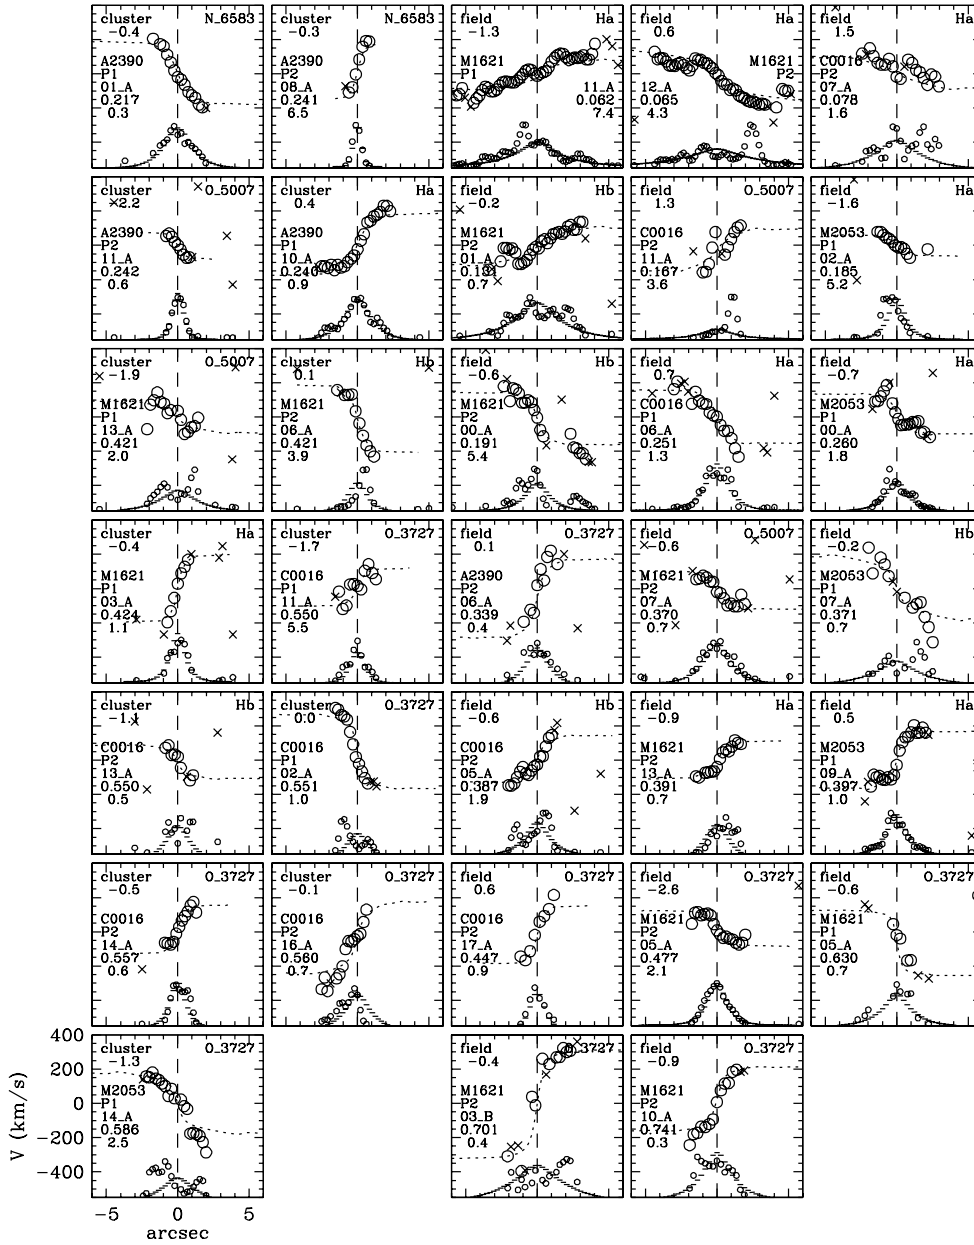 cluster N_6583
-0.4
A2390
P1
01_A
0.217
0.3
cluster N_6583
-0.3
A2390
P2
08_A
0.241
6.5
field Ha
-1.3
M1621
P1
11_A
0.062
7.4
field Ha
0.6
M1621
P2
12_A
0.065
4.3
field Ha
1.5
C0016
P2
07_A
0.078
1.6
cluster O_5007
-2.2
A2390
P2
11_A
0.242
0.6
cluster Ha
0.4
A2390
P1
10_A
0.246
0.9
field Hb
-0.2
M1621
P2
01_A
0.7
field O_5007
1.3
C0016
P2
11_A
0.167
3.6
field Ha
-1.6
M2053
P1
02_A
0.185
5.2
cluster O_5007
-1.9
M1621
P1
13_A
0.421
2.0
cluster Hb
0.1
M1621
P2
06_A
0.421
3.9
field Hb
-0.6
M1621
P2
00_A
0.191
5.4
field Ha
0.7
C0016
P1
06_A
0.251
1.3
field Ha
-0.7
M2053
P1
00_A
0.260
1.8
cluster Ha
-0.4
M1621
P1
03_A
0.424
1.1
cluster O_3727
-1.7
C0016
P1
11_A
0.550
5.5
field O_3727
0.1
A2390
P2
06_A
0.339
0.4
field O_5007
-0.6
M1621
P2
07_A
0.370
0.7
field Hb
-0.2
M2053
P1
07_A
0.371
0.7
cluster Hb
C0016
P2
13_A
0.550
0.5
cluster O_3727
0.0
C0016
P1
02_A
0.551
1.0
field Hb
-0.6
C0016
P2
05_A
0.387
1.9
field Ha
-0.9
M1621
P2
13_A
0.391
0.7
field Ha
0.5
M2053
P1
09_A
0.397
1.0
cluster O_3727
-0.5
C0016
P2
14_A
0.557
0.6
cluster O_3727
-0.1
C0016
P2
16_A
0.560
0.7
field O_3727
0.6
C0016
P2
17_A
0.447
0.9
field O_3727
-2.6
M1621
P2
05_A
0.477
2.1
field O_3727
-0.6
M1621
P1
05_A
0.630
0.7
cluster O_3727
-1.3
M2053
P1
14_A
0.586
2.5
field O_3727
-0.4
M1621
P2
03_B
0.701
0.4
field O_3727
-0.9
M1621
P2
10_A
0.741
0.3
400
200
0
-200
-400
V (km/s)
-5 0 5
arcsec